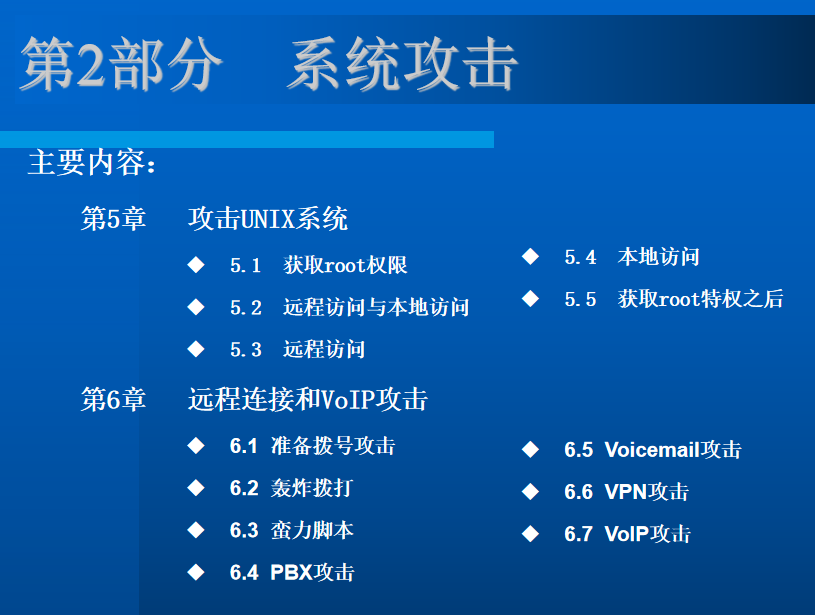 第2部分 系统攻击
主要内容：
第5章 攻击UNIX系统
◆ 5.1 获取root权限
◆ 5.2 远程访问与本地访问
◆ 5.3 远程访问
◆ 5.4 本地访问
◆ 5.5 获取root特权之后
第6章 远程连接和VoIP攻击
◆ 6.1 准备拨号攻击
◆ 6.2 轰炸拨打
◆ 6.3 蛮力脚本
◆ 6.4 PBX攻击
◆ 6.5 Voicemail攻击
◆ 6.6 VPN攻击
◆ 6.7 VoIP攻击